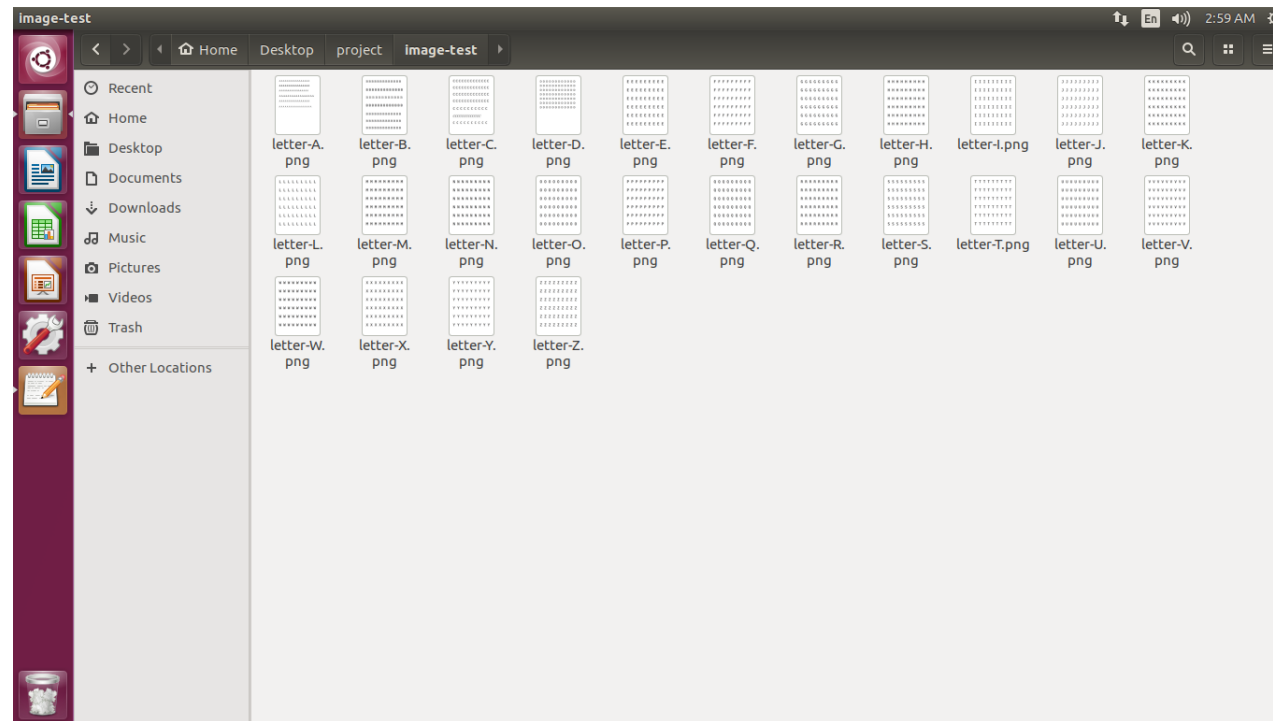 image-test
En
2:59 AM
Home Desktop project image-test
Recent
Home
Desktop
Documents
Downloads
Music
Pictures
Videos
Trash
+ Other Locations
letter-A. letter-B. letter-C. letter-D. letter-E. letter-F. letter-G. letter-H. letter-I.png letter-J. letter-K.
png png png png png png png png png png
letter-L. letter-M. letter-N. letter-O. letter-P. letter-Q. letter-R. letter-S. letter-T.png letter-U. letter-V.
png png png png png png png png png png
letter-W. letter-X. letter-Y. letter-Z.
png png png png